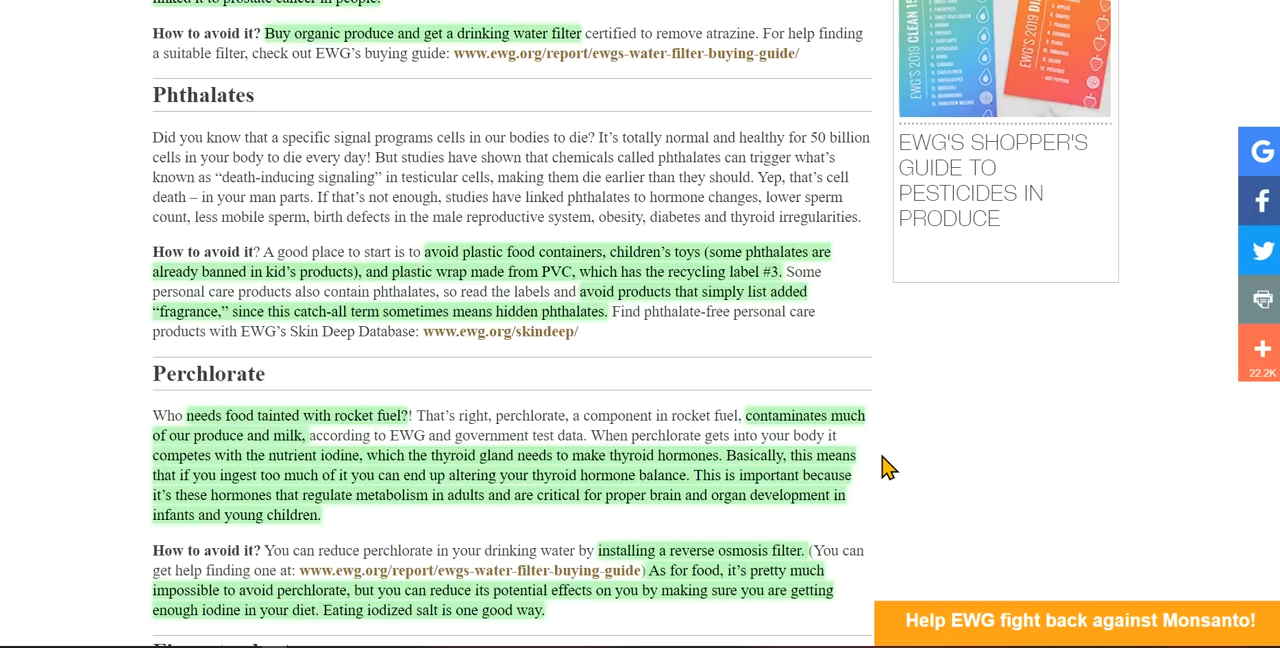 linked it to prostate cancer in people.
How to avoid it? Buy organic produce and get a drinking water filter certified to remove atrazine. For help finding
a suitable filter, check out EWG’s buying guide: www.ewg.org/report/ewgs-water-filter-buying-guide/
Phthalates
Did you know that a specific signal programs cells in our bodies to die? It’s totally normal and healthy for 50 billion
cells in your body to die every day! But studies have shown that chemicals called phthalates can trigger what’s
known as “death-inducing signaling” in testicular cells, making them die earlier than they should. Yep, that’s cell
death – in your man parts. If that’s not enough, studies have linked phthalates to hormone changes, lower sperm
count, less mobile sperm, birth defects in the male reproductive system, obesity, diabetes and thyroid irregularities.
How to avoid it? A good place to start is to avoid plastic food containers, children’s toys (some phthalates are
already banned in kid’s products), and plastic wrap made from PVC, which has the recycling label #3. Some
personal care products also contain phthalates, so read the labels and avoid products that simply list added
“fragrance,” since this catch-all term sometimes means hidden phthalates. Find phthalate-free personal care
products with EWG’s Skin Deep Database: www.ewg.org/skindeep/
Perchlorate
Who needs food tainted with rocket fuel?! That’s right, perchlorate, a component in rocket fuel, contaminates much
of our produce and milk, according to EWG and government test data. When perchlorate gets into your body it
competes with the nutrient iodine, which the thyroid gland needs to make thyroid hormones. Basically, this means
that if you ingest too much of it you can end up altering your thyroid hormone balance. This is important because
it’s these hormones that regulate metabolism in adults and are critical for proper brain and organ development in
infants and young children.
How to avoid it? You can reduce perchlorate in your drinking water by installing a reverse osmosis filter. (You can
get help finding one at: www.ewg.org/report/ewgs-water-filter-buying-guide) As for food, it’s pretty much
impossible to avoid perchlorate, but you can reduce its potential effects on you by making sure you are getting
enough iodine in your diet. Eating iodized salt is one good way.
EWG'S 2019 CLEAN 15
EWG'S 2019
EWG'S SHOPPER'S
GUIDE TO
PESTICIDES IN
PRODUCE
22.2K
Help EWG fight back against Monsanto!